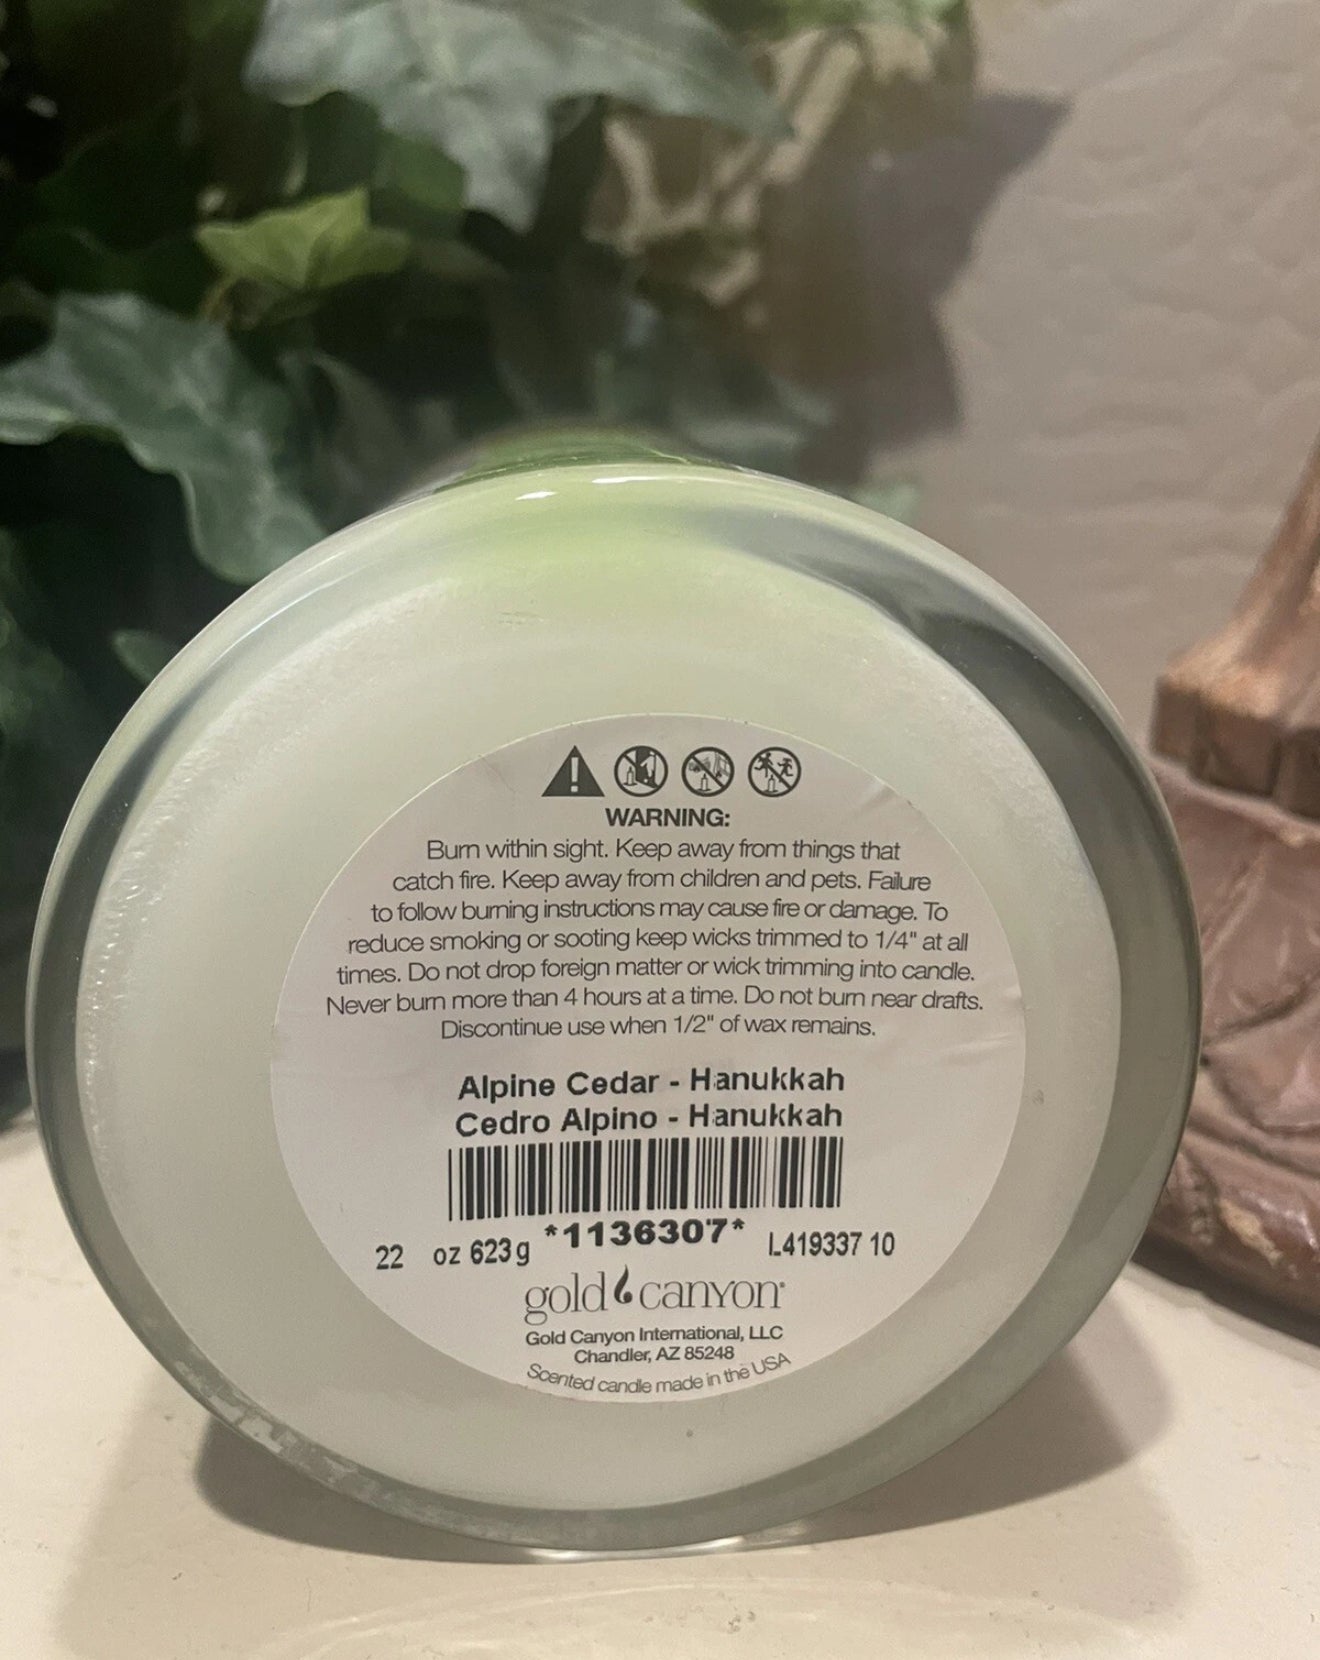 WARNING:
Burn within sight. Keep away from things that
catch fire. Keep away from children and pets. Failure
to follow burning instructions may cause fire or damage. To
reduce smoking or sooting keep wicks trimmed to 1/4" at all
times. Do not drop foreign matter or wick trimming into candle.
Never burn more than 4 hours at a time. Do not burn near drafts.
Discontinue use when 1/2" of wax remains.
Alpine Cedar - Hanukkah
Cedro Alpino - Hanukkah
*1136307*
22 oz 623g L419337 10
gold canyon®
Gold Canyon International, LLC
Chandler, AZ 85248
Scented candle made in the USA